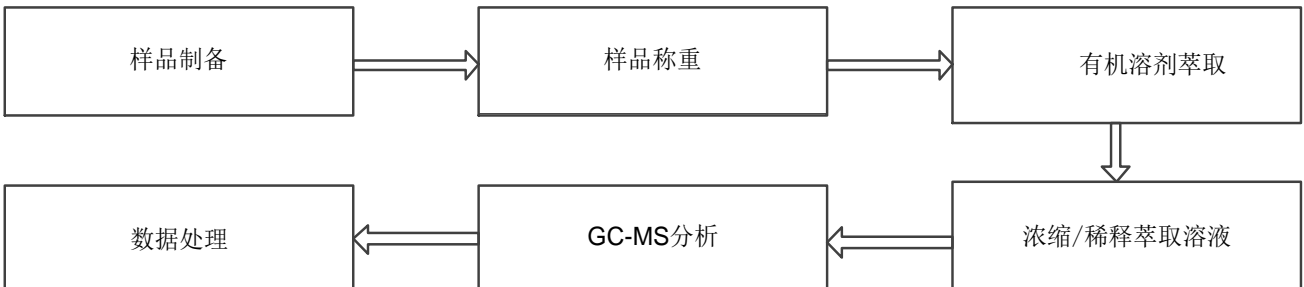 样品制备
样品称重
有机溶剂萃取
浓缩/稀释萃取溶液
GC-MS分析
数据处理